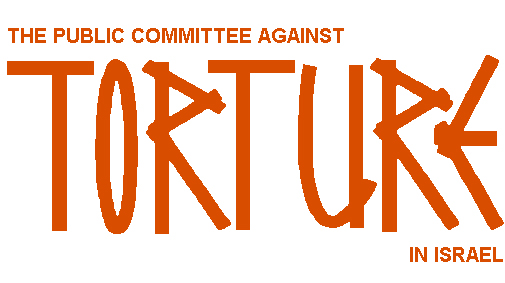 THE PUBLIC COMMITTEE AGAINST
TORTURE
IN ISRAEL